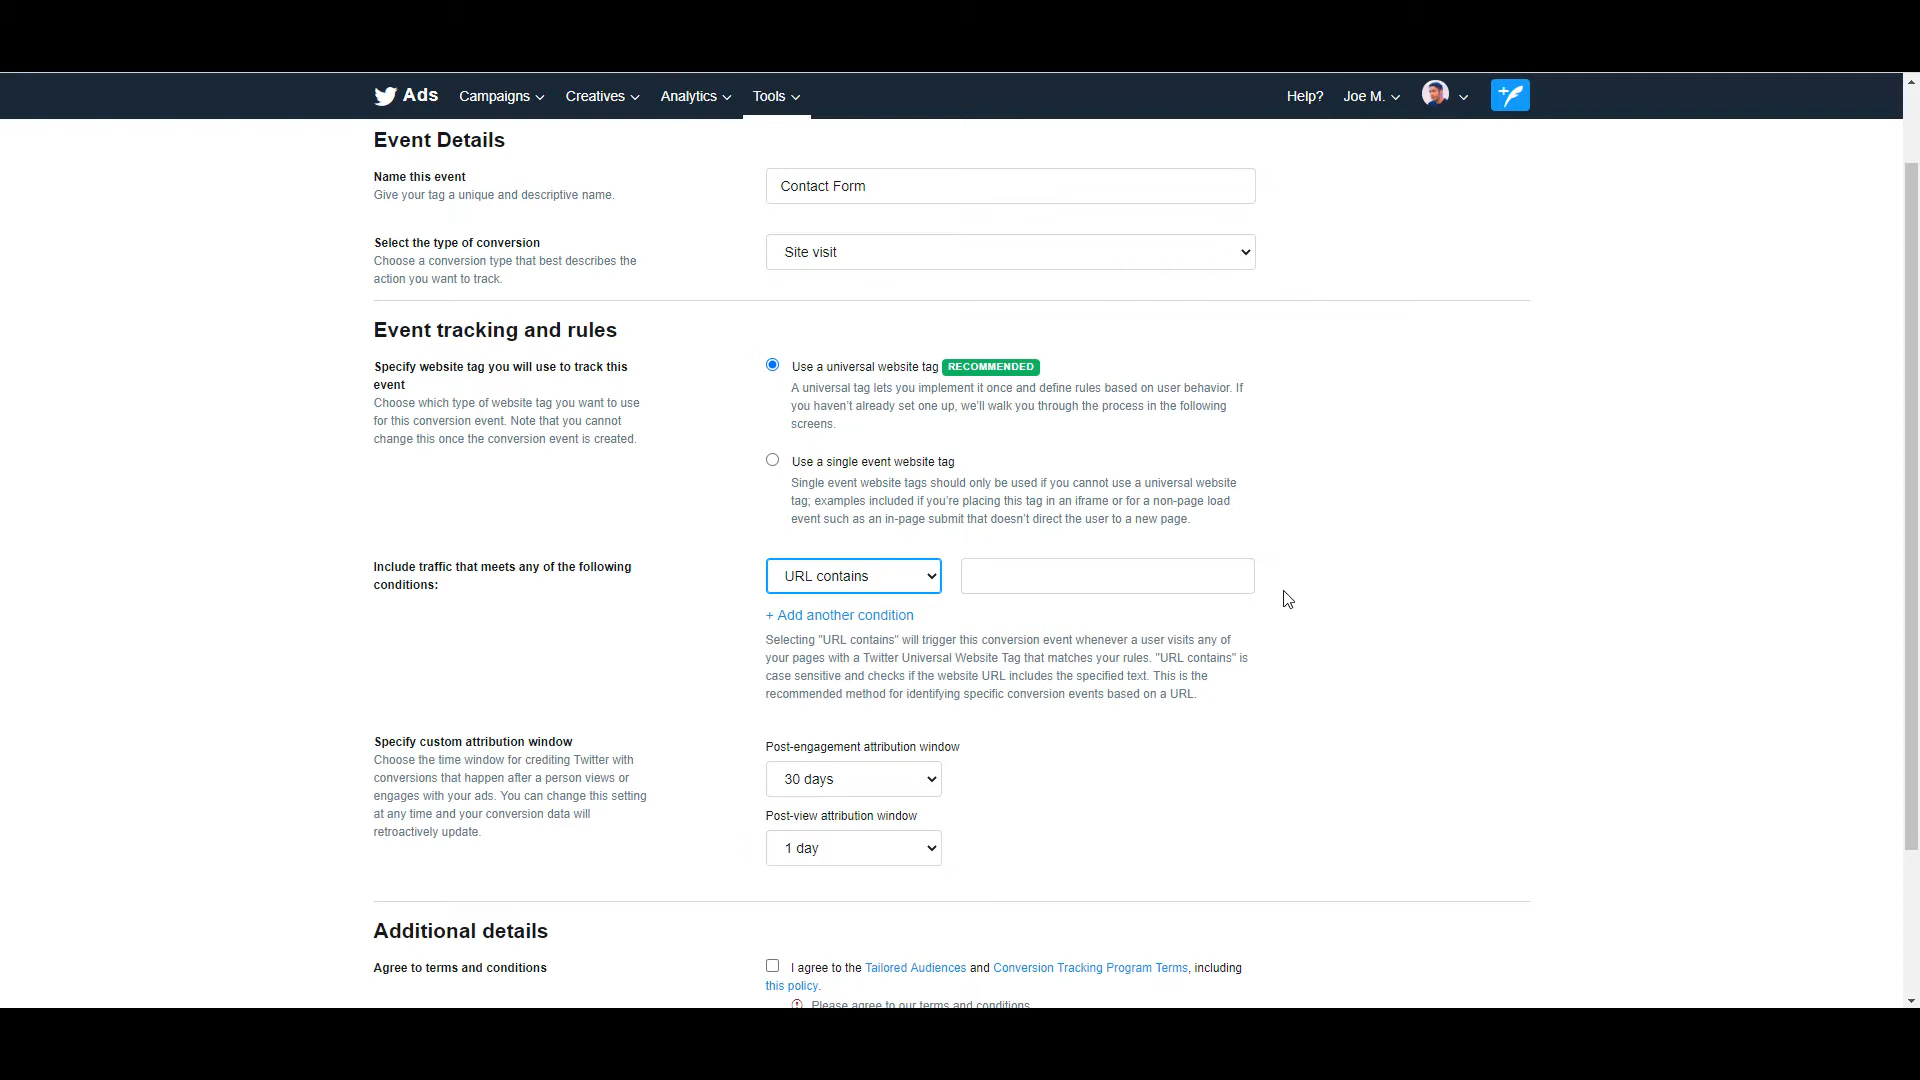 Ads Campaigns Creatives Analytics Tools Help? Joe M.
Event Details
Name this event
Give your tag a unique and descriptive name.
Contact Form
Select the type of conversion
Choose a conversion type that best describes the
action you want to track.
Site visit
Event tracking and rules
Specify website tag you will use to track this
event
Choose which type of website tag you want to use
for this conversion event. Note that you cannot
change this once the conversion event is created.
Use a universal website tag RECOMMENDED
A universal tag lets you implement it once and define rules based on user behavior. If
you haven't already set one up, we'll walk you through the process in the following
screens.
Use a single event website tag
Single event website tags should only be used if you cannot use a universal website
tag; examples included if you're placing this tag in an iframe or for a non-page load
event such as an in-page submit that doesn't direct the user to a new page.
Include traffic that meets any of the following
conditions:
URL contains
+ Add another condition
Selecting "URL contains" will trigger this conversion event whenever a user visits any of
your pages with a Twitter Universal Website Tag that matches your rules. "URL contains" is
case sensitive and checks if the website URL includes the specified text. This is the
recommended method for identifying specific conversion events based on a URL.
Specify custom attribution window
Choose the time window for crediting Twitter with
conversions that happen after a person views or
engages with your ads. You can change this setting
at any time and your conversion data will
retroactively update.
Post-engagement attribution window
30 days
Post-view attribution window
1 day
Additional details
Agree to terms and conditions
I agree to the Tailored Audiences and Conversion Tracking Program Terms, including
this policy.
Please agree to our terms and conditions